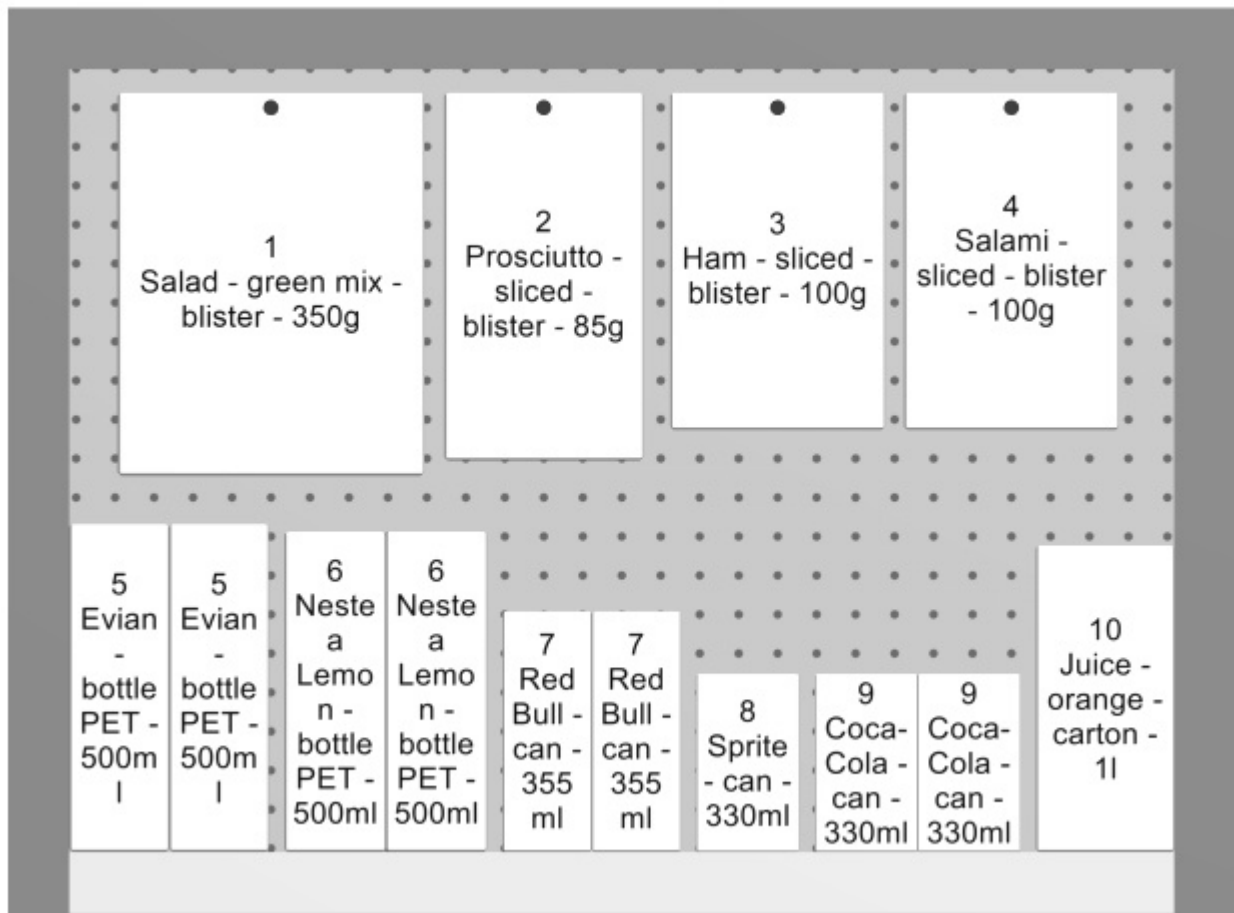 1
Salad - green mix -
blister - 350g
2
Prosciutto -
sliced -
blister - 85g
3
Ham - sliced -
blister - 100g
4
Salami -
sliced - blister
- 100g
5
Evian
-
bottle
PET -
500m
l
5
Evian
-
bottle
PET -
500m
l
6
Neste
a
Lemo
n -
bottle
PET -
500ml
6
Neste
a
Lemo
n -
bottle
PET -
500ml
7
Red
Bull -
can -
355
ml
7
Red
Bull -
can -
355
ml
8
Sprite
- can -
330ml
9
Coca-
Cola -
can -
330ml
9
Coca-
Cola -
can -
330ml
10
Juice -
orange -
carton -
1l